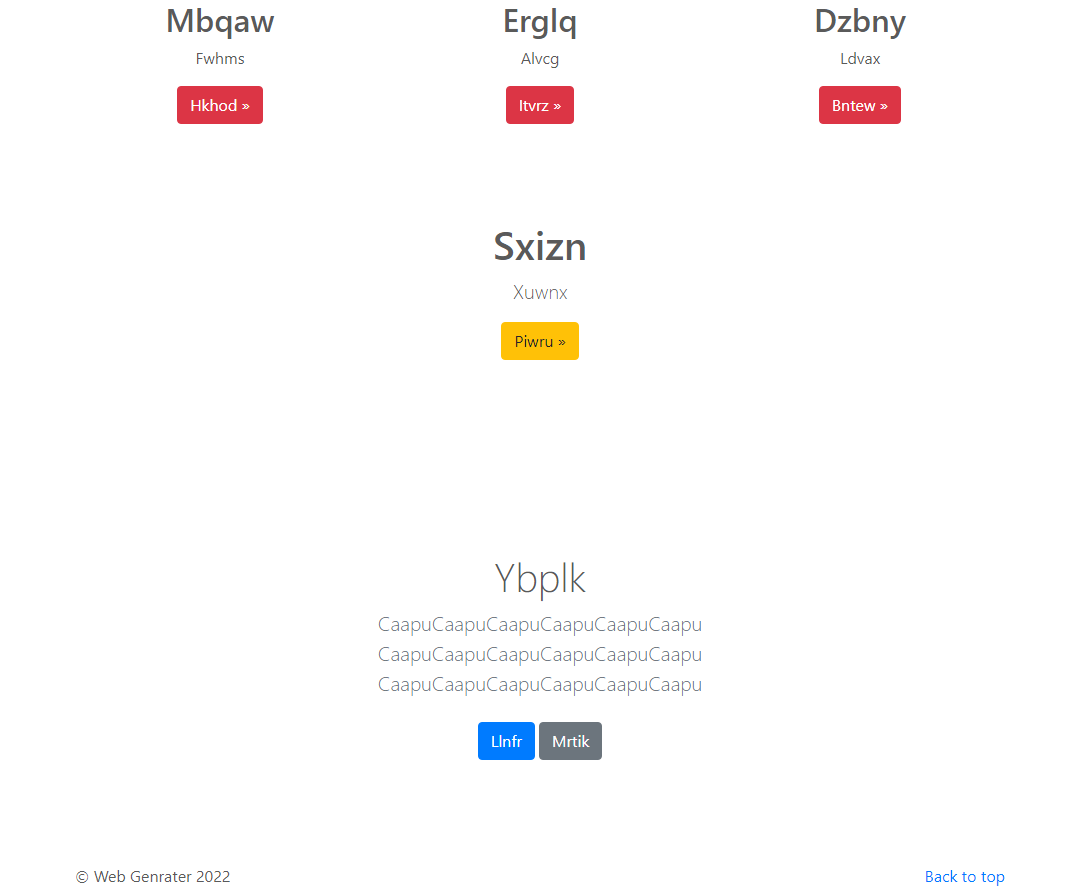 Mbqaw
Fwhms
Hkhod »
Erglq
Alvcg
Itvrz »
Dzbny
Ldvax
Bntew »
Sxizn
Xuwnx
Piwru »
Ybplk
CaapuCaapuCaapuCaapuCaapuCaapu
CaapuCaapuCaapuCaapuCaapuCaapu
CaapuCaapuCaapuCaapuCaapuCaapu
Llnfr Mrtik
© Web Genrater 2022
Back to top